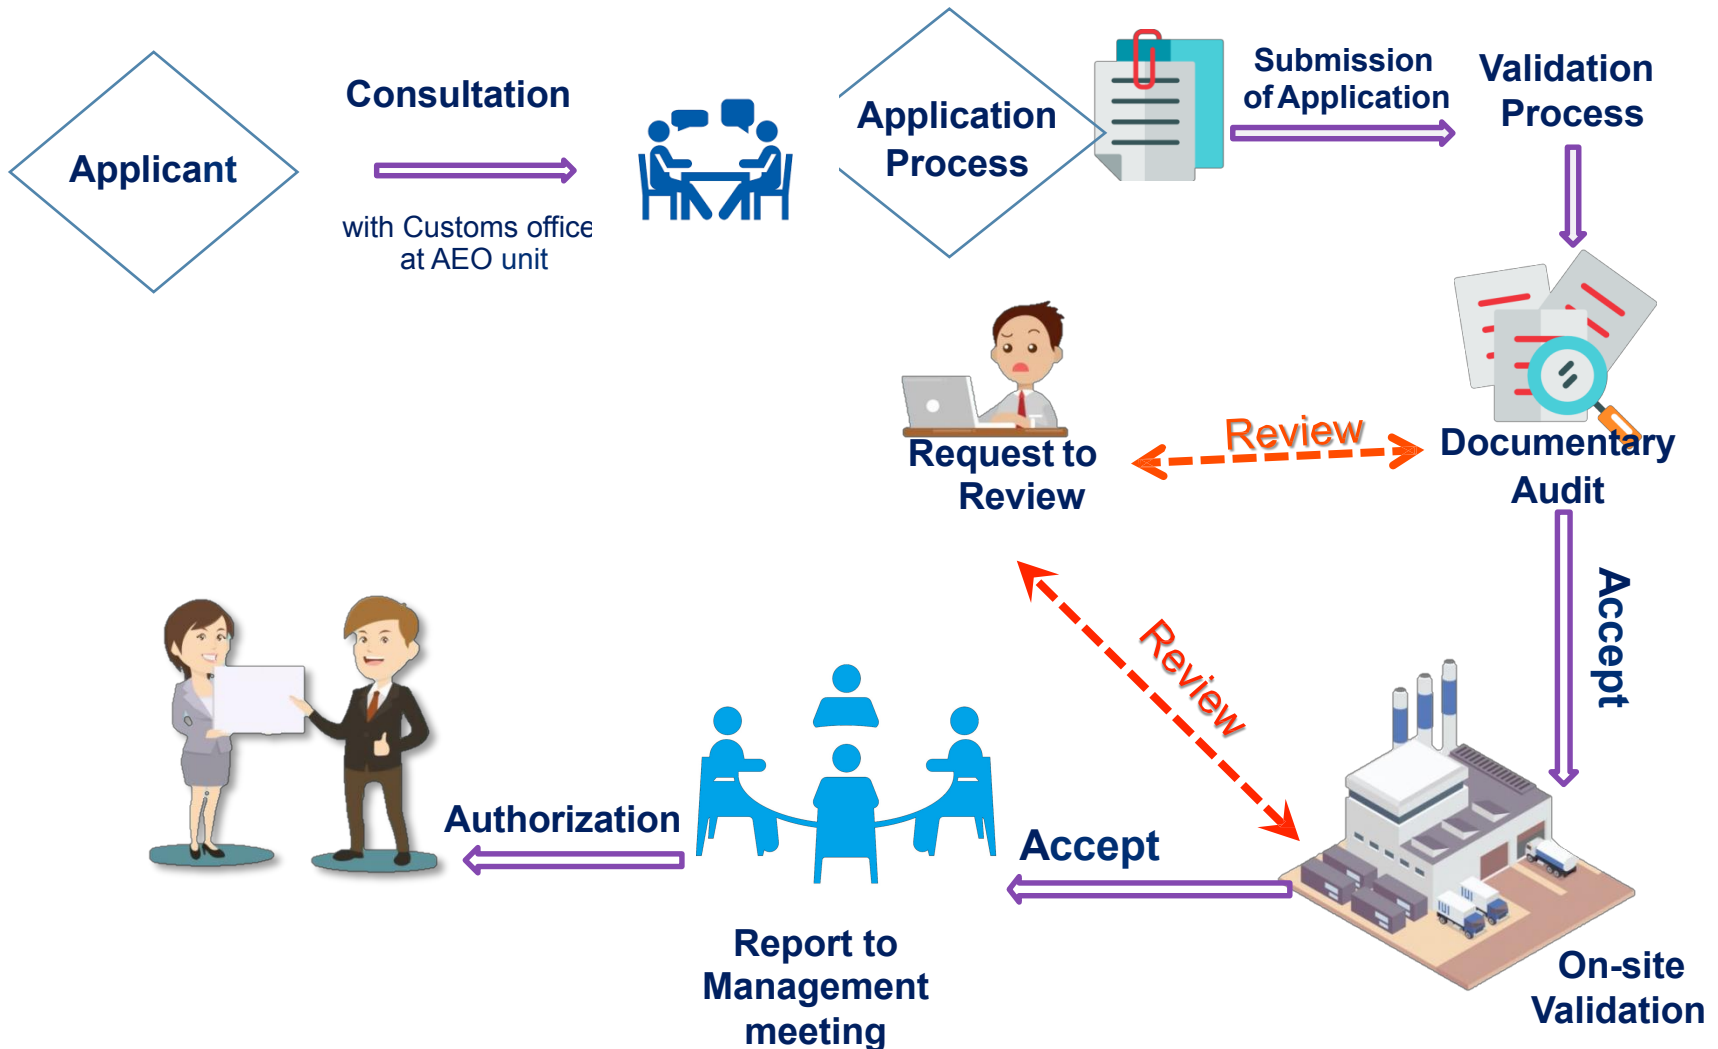 Applicant
Consultation
with Customs office
at AEO unit
Application
Process
Submission
of Application
Validation
Process
Request to
Review
Review
Documentary
Audit
Accept
Review
On-site
Validation
Accept
Report to
Management
meeting
Authorization